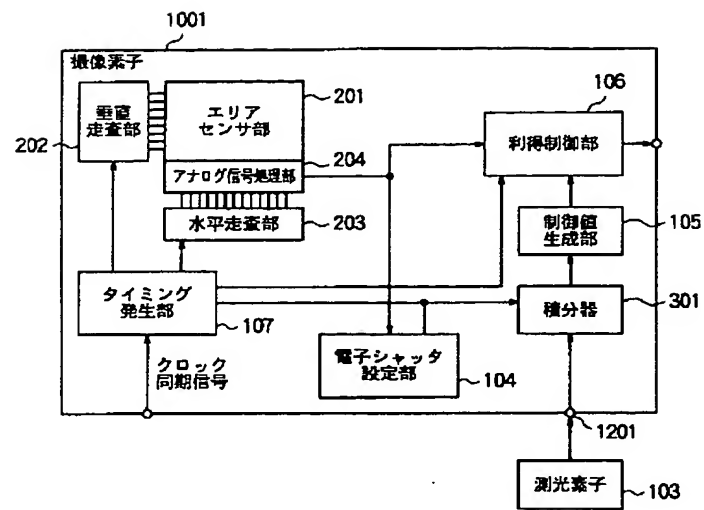 1001
撮像素子
垂直
走査部
202
エリア
センサ部
201
204
アナログ信号処理部
水平走査部
203
106
利得制御部
制御値
生成部
105
タイミング
発生部
107
積分器
301
電子シャッタ
設定部
104
クロック
同期信号
1201
測光素子
103